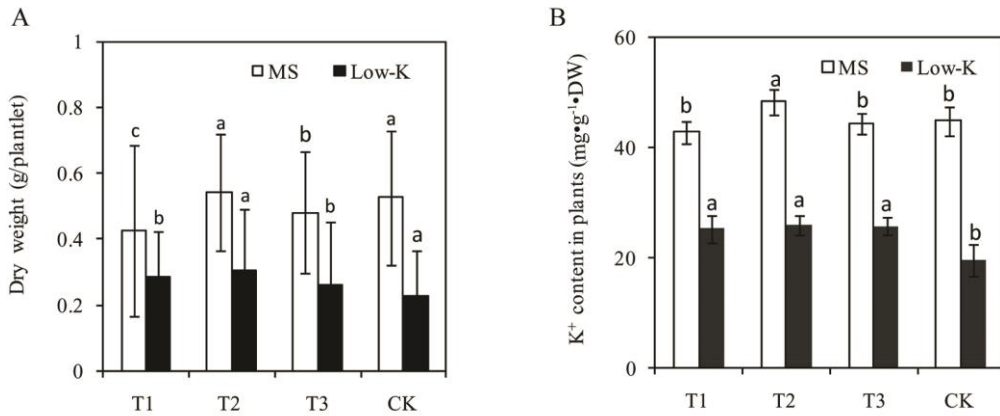 A
Dry weight (g/plantlet)
1
0.8
0.6
0.4
0.2
0
MS Low-K
c
b
a
a
b
b
a
a
T1 T2 T3 CK
B
K⁺ content in plants (mg•g⁻¹•DW)
60
40
20
0
MS Low-K
b
a
a
a
b
a
b
b
T1 T2 T3 CK